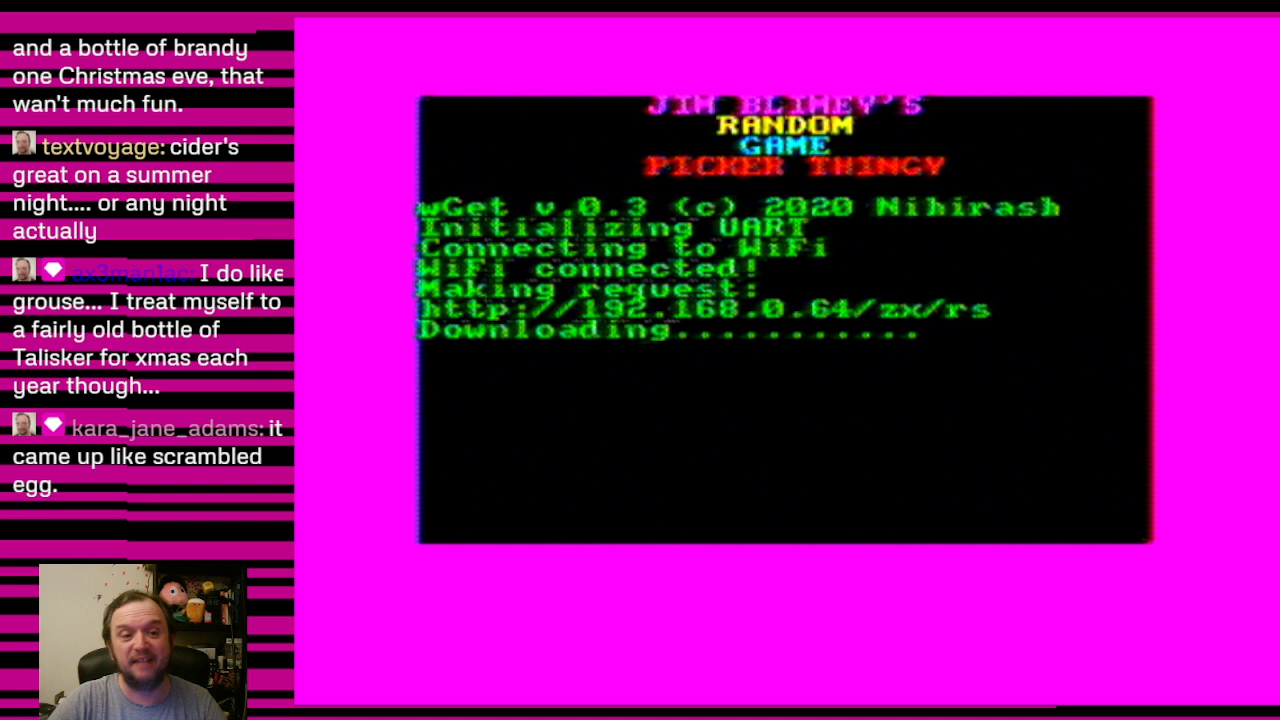 and a bottle of brandy
one Christmas eve, that
wan't much fun.
textvoyage: cider's
great on a summer
night.... or any night
actually
ax3man1ac: I do like
grouse... I treat myself to
a fairly old bottle of
Talisker for xmas each
year though...
kara_jane_adams: it
came up like scrambled
egg.
JIM BLIMEY'S
RANDOM
GAME
PICKER THINGY
wGet v.0.3 (c) 2020 Nihirash
Initializing UART
Connecting to WiFi
WiFi connected!
Making request:
http://192.168.0.64/zx/rs
Downloading............